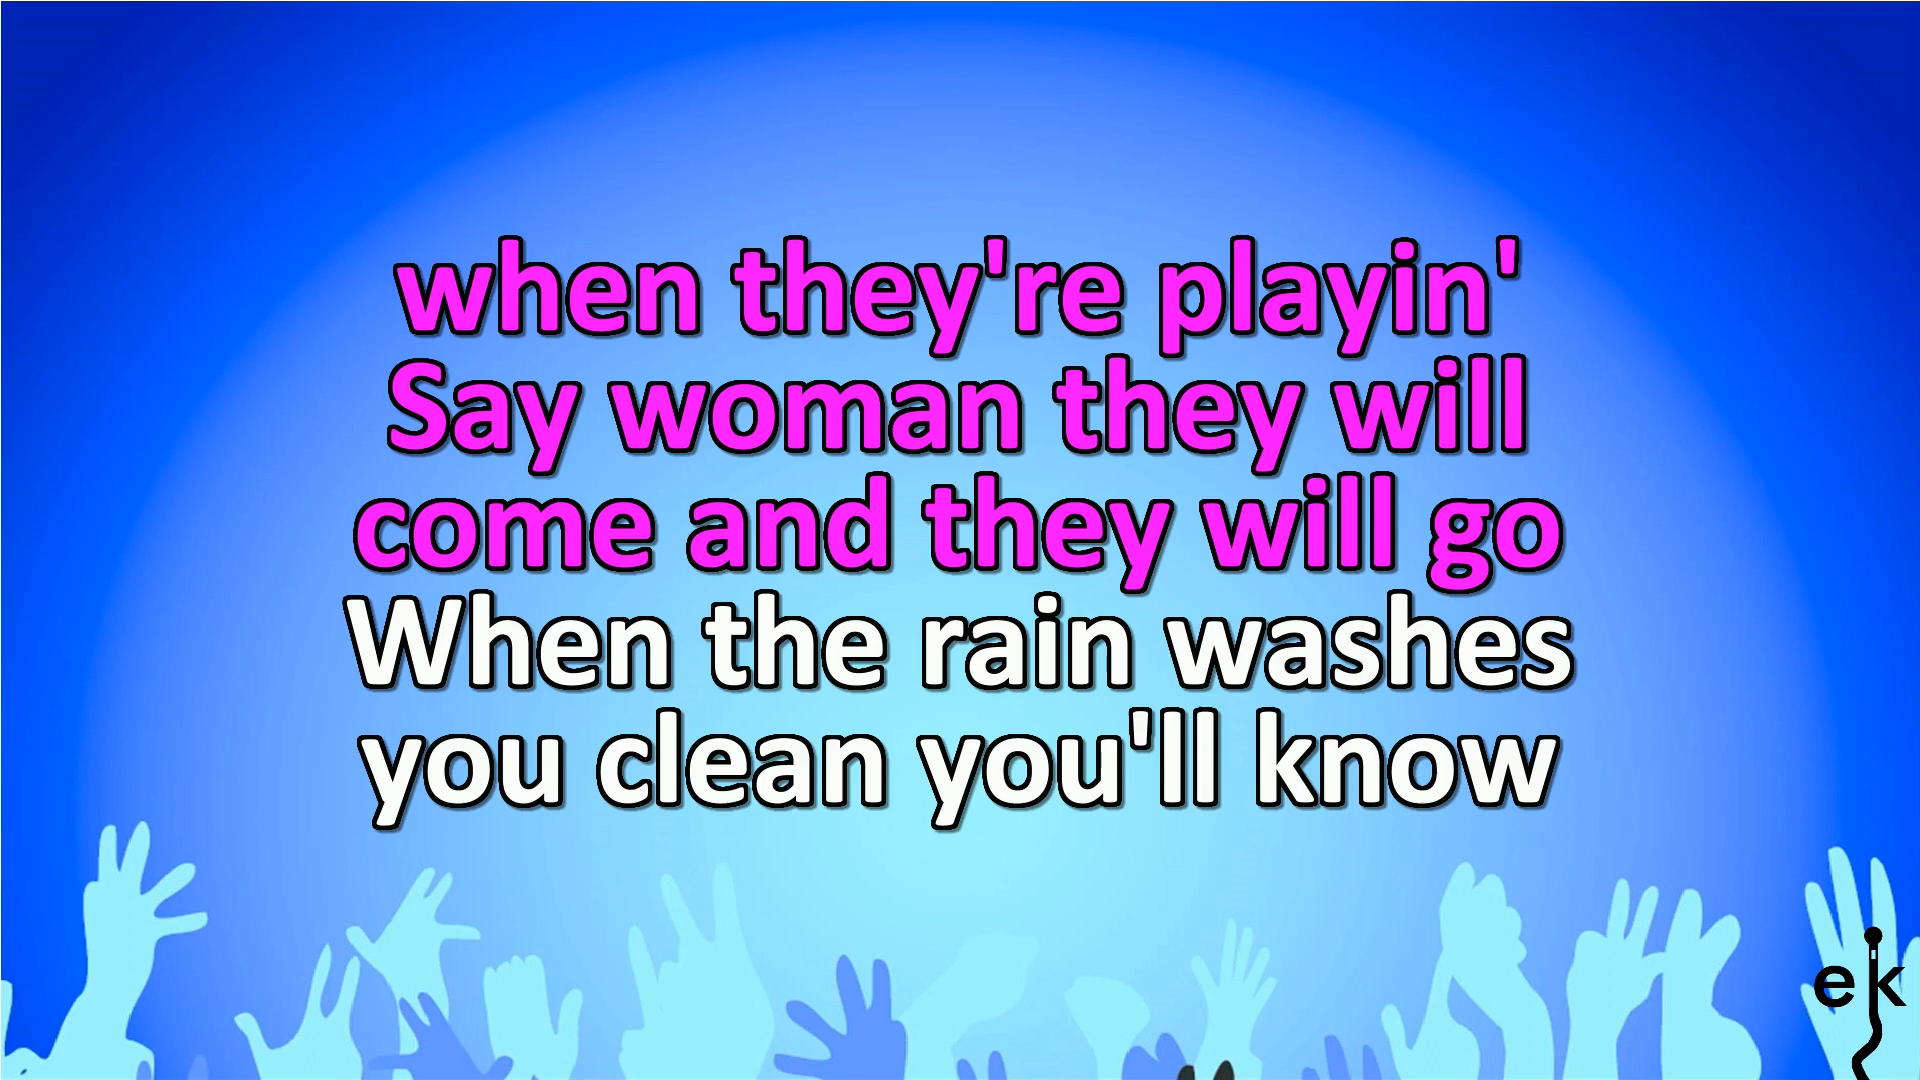 when they're playin'
Say woman they will
come and they will go
When the rain washes
you clean you'll know
ek